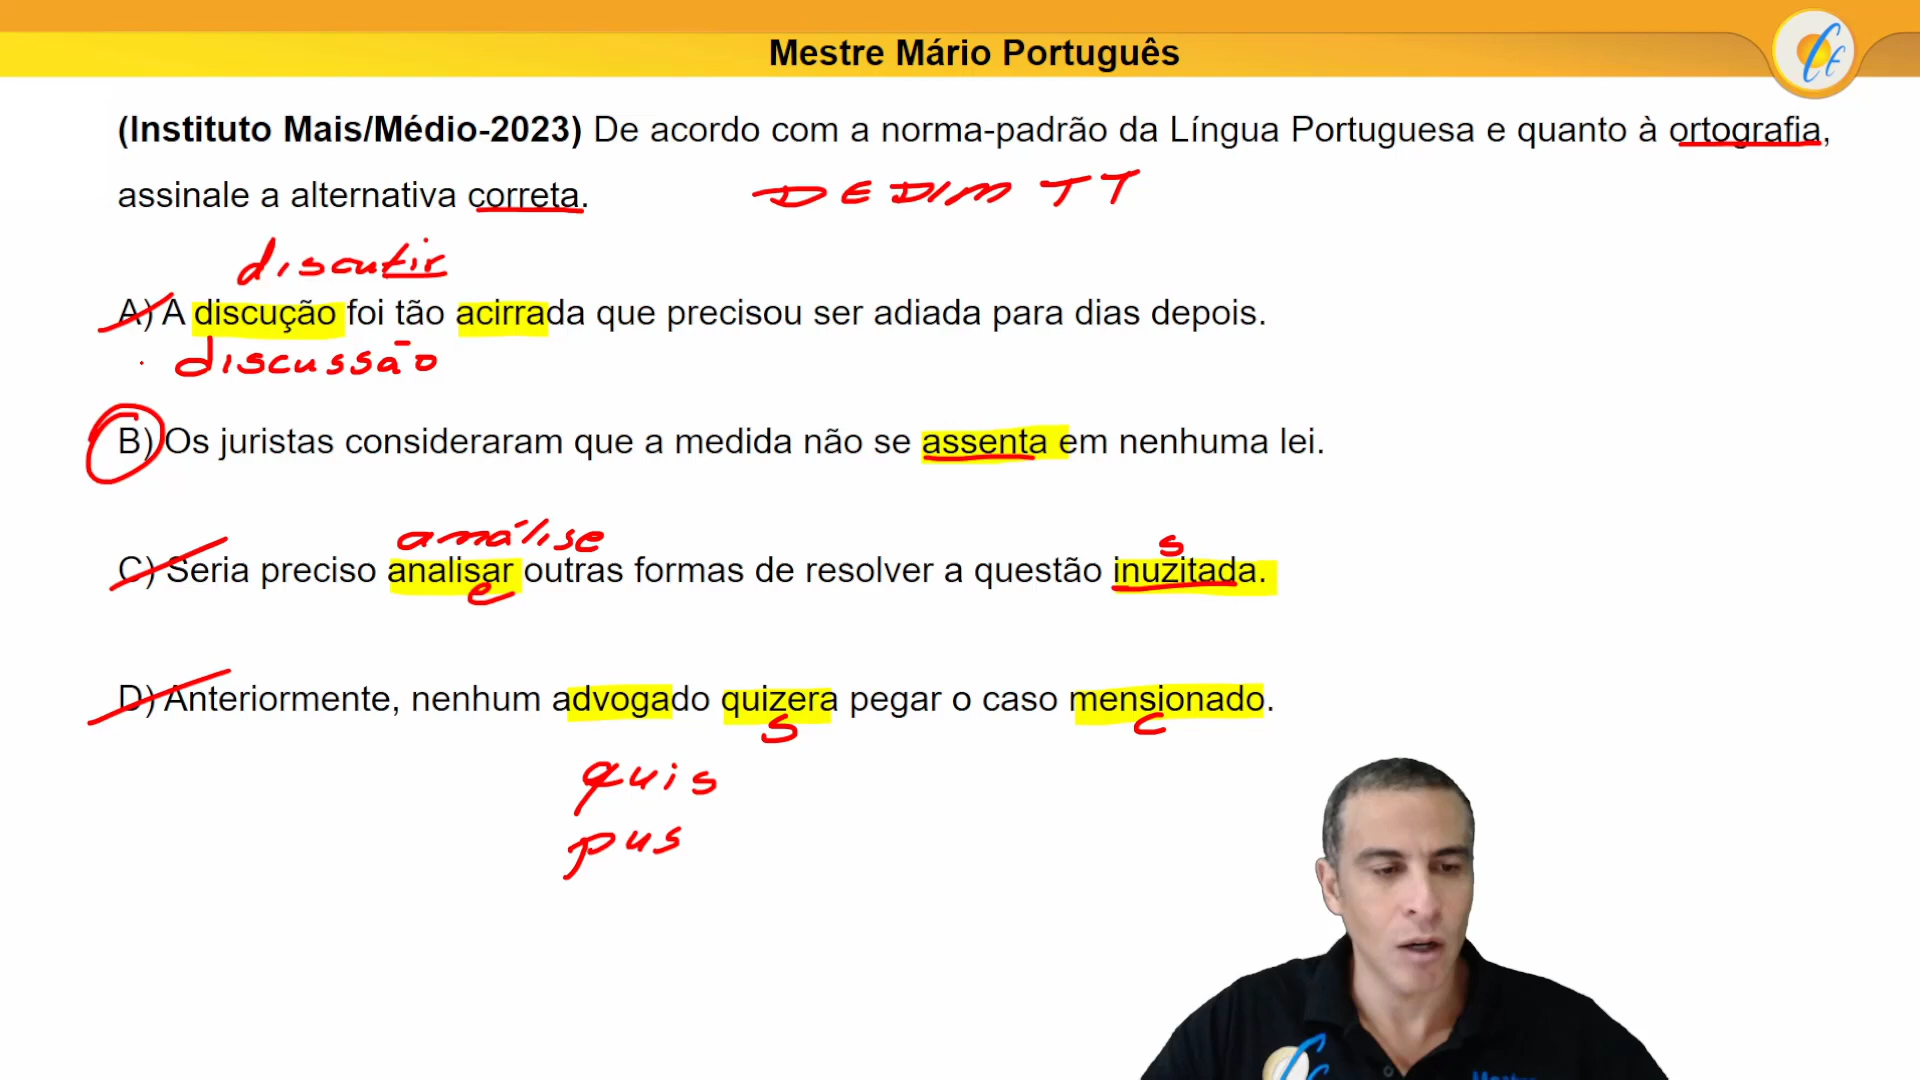 Mestre Mário Português
(Instituto Mais/Médio-2023) De acordo com a norma-padrão da Língua Portuguesa e quanto à ortografia,
assinale a alternativa correta.
DEDIM TT
discutir
A) A discução foi tão acirrada que precisou ser adiada para dias depois.
discussão
B) Os juristas consideraram que a medida não se assenta em nenhuma lei.
análise
s
C) Seria preciso analisar outras formas de resolver a questão inuzitada.
e
D) Anteriormente, nenhum advogado quizera pegar o caso mensionado.
s c
quis
pus